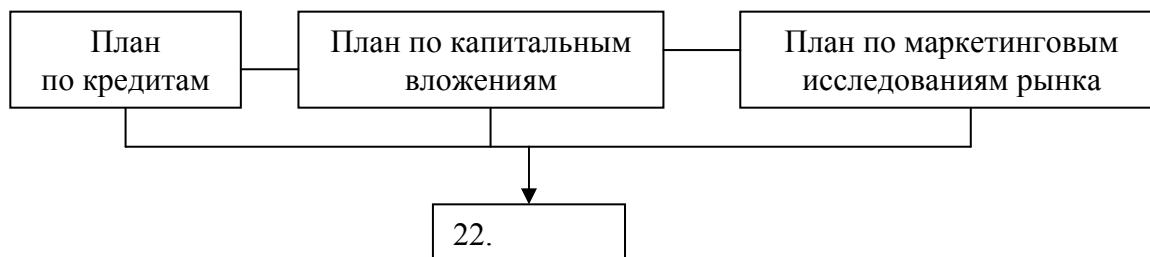 План
по кредитам
План по капитальным
вложениям
План по маркетинговым
исследованиям рынка
22.